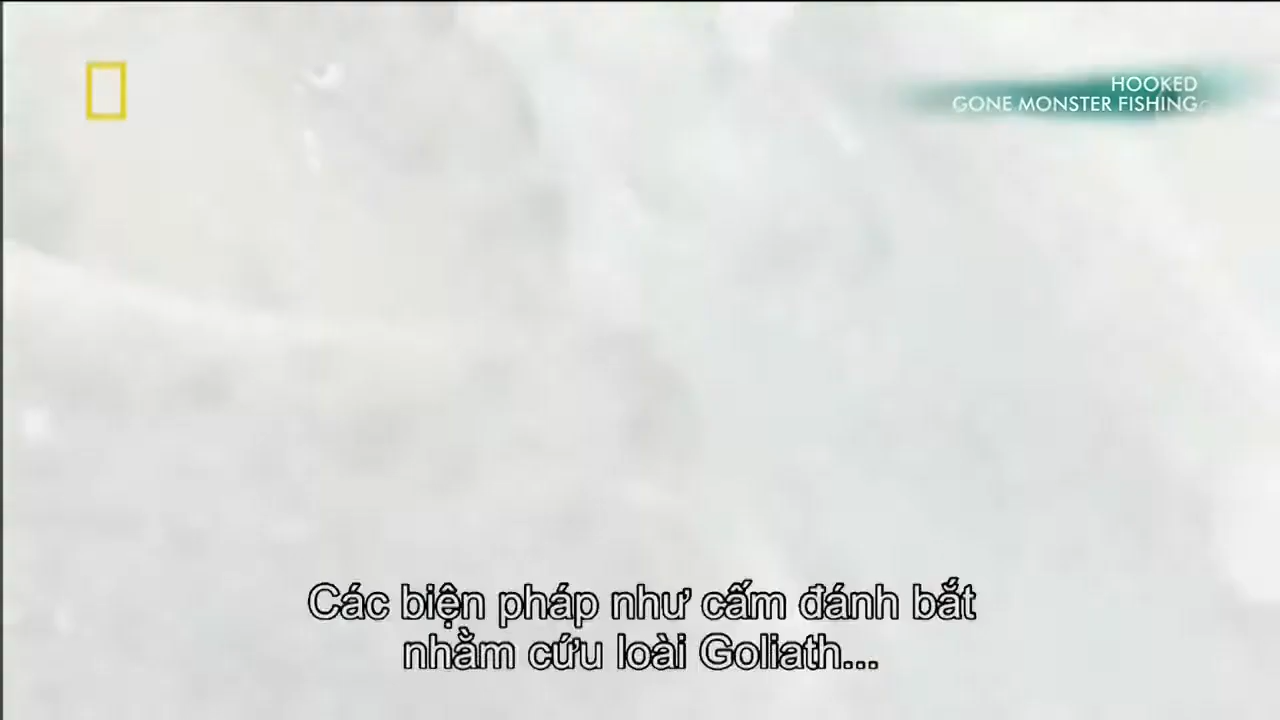 HOOKED
GONE MONSTER FISHING
Các biện pháp như cấm đánh bắt
nhằm cứu loài Goliath...